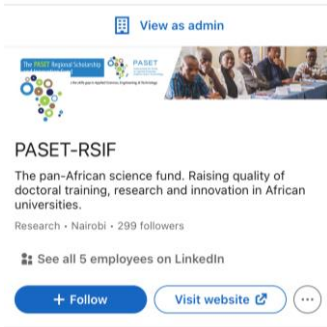 View as admin
The PASET Regional Scholarship
PASET
PASET-RSIF
The pan-African science fund. Raising quality of
doctoral training, research and innovation in African
universities.
Research • Nairobi • 299 followers
See all 5 employees on LinkedIn
+ Follow
Visit website